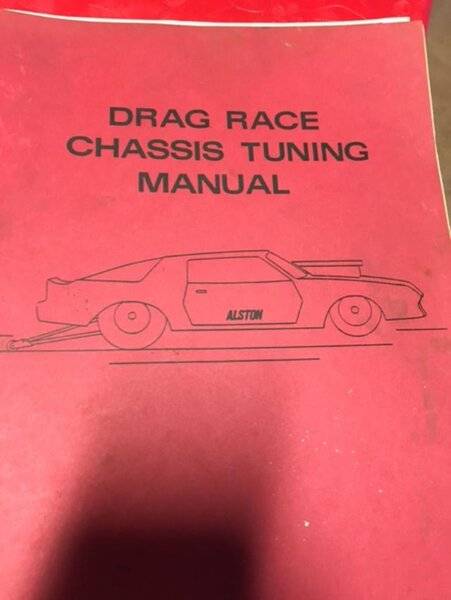 DRAG RACE
CHASSIS TUNING
MANUAL
ALSTON